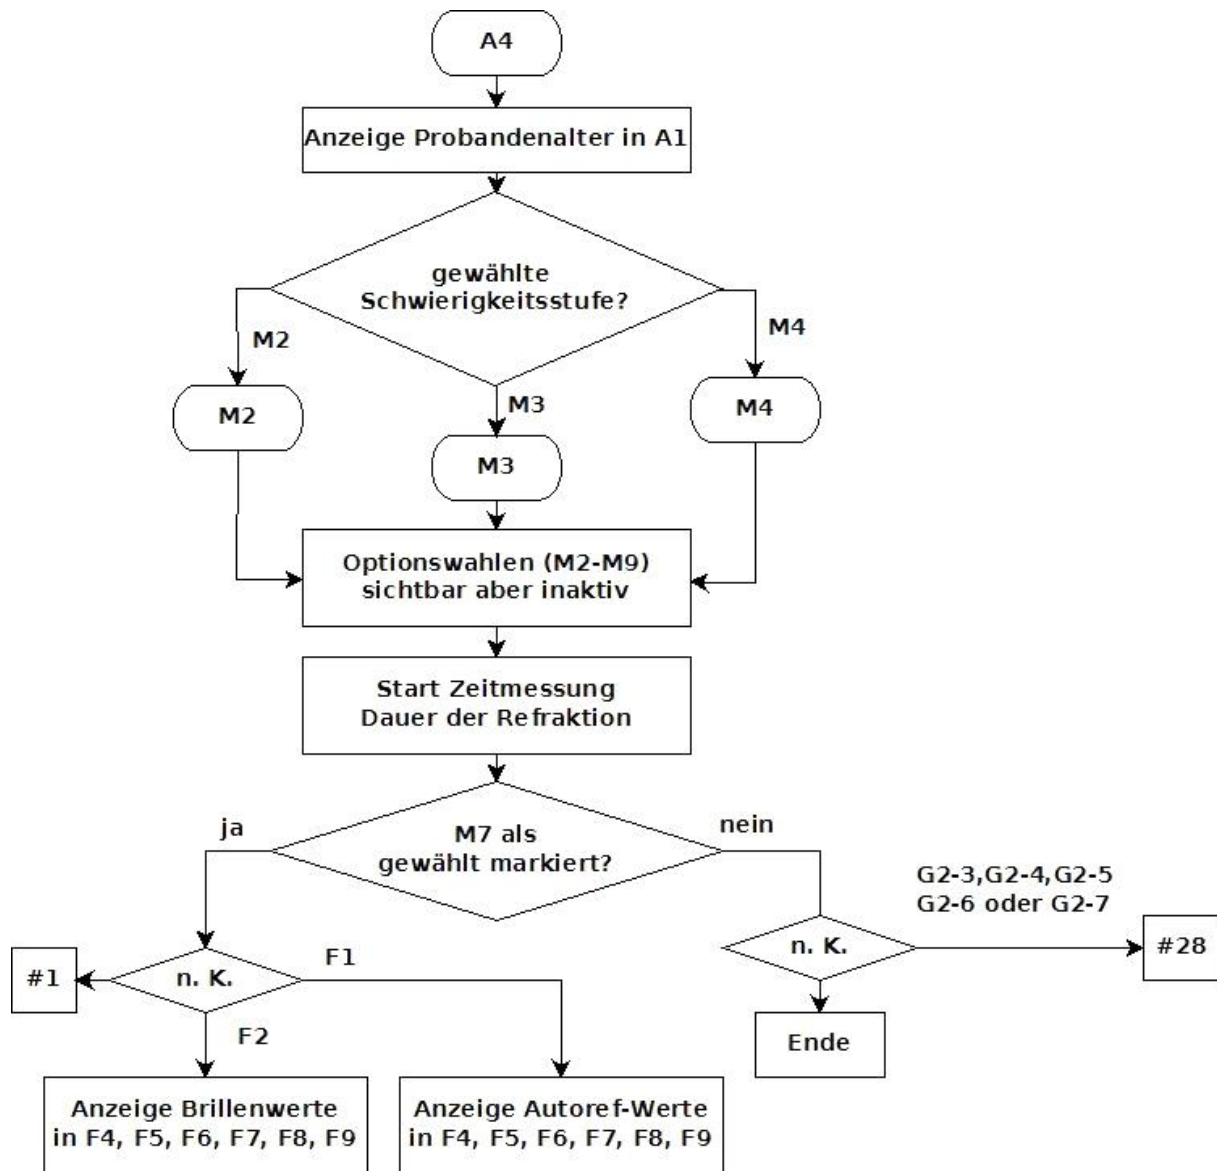 A4
Anzeige Probandenalter in A1
gewählte
Schwierigkeitsstufe?
M2
M4
M3
M2
M4
M3
Optionswahlen (M2-M9)
sichtbar aber inaktiv
Start Zeitmessung
Dauer der Refraktion
ja
nein
M7 als
gewählt markiert?
G2-3,G2-4,G2-5
G2-6 oder G2-7
#1
n. K.
F1
n. K.
#28
F2
Ende
Anzeige Brillenwerte
in F4, F5, F6, F7, F8, F9
Anzeige Autoref-Werte
in F4, F5, F6, F7, F8, F9